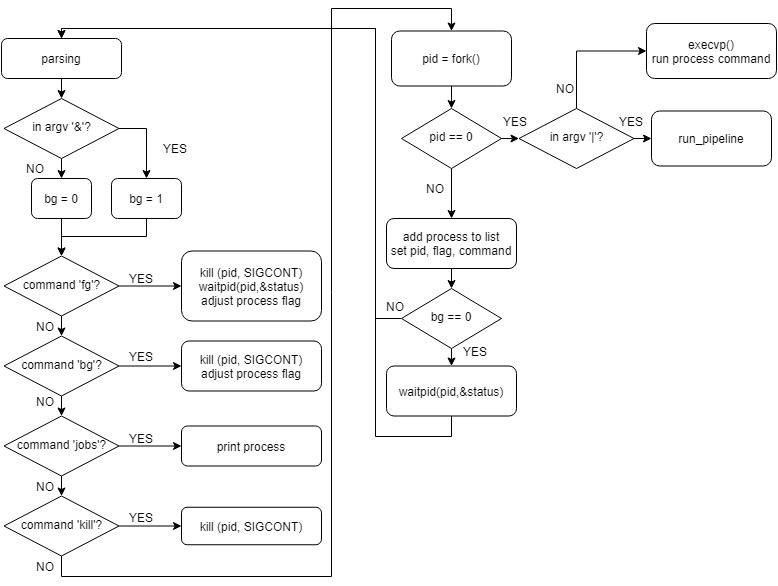 parsing
in argv '&'?
YES
NO
bg = 0
bg = 1
command 'fg'?
YES
kill (pid, SIGCONT)
waitpid(pid,&status)
adjust process flag
NO
command 'bg'?
YES
kill (pid, SIGCONT)
adjust process flag
NO
command 'jobs'?
YES
print process
NO
command 'kill'?
YES
kill (pid, SIGCONT)
NO
pid = fork()
pid == 0
YES
in argv '|'?
NO
execvp()
run process command
YES
run_pipeline
NO
add process to list
set pid, flag, command
bg == 0
NO
YES
waitpid(pid,&status)